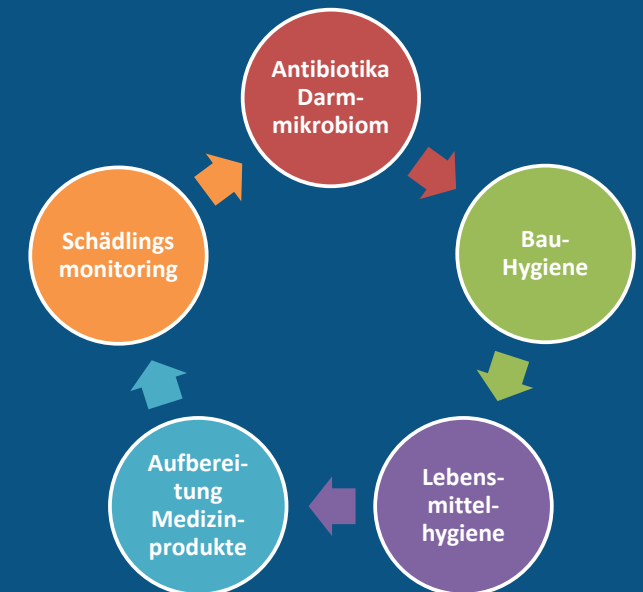 Antibiotika
Darm-
mikrobiom
Bau-
Hygiene
Lebens-
mittel-
hygiene
Aufberei-
tung
Medizin-
produkte
Schädlings
monitoring